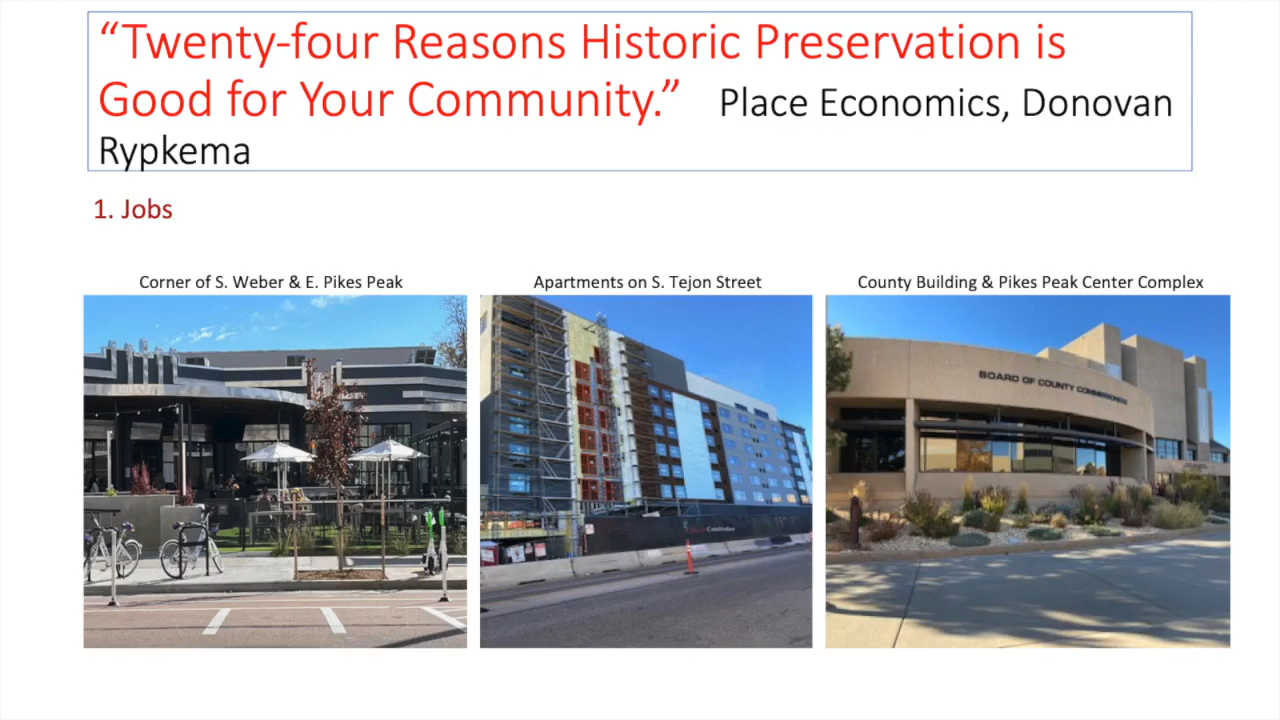 “Twenty-four Reasons Historic Preservation is
Good for Your Community.” Place Economics, Donovan
Rypkema
1. Jobs
Corner of S. Weber & E. Pikes Peak
Apartments on S. Tejon Street
County Building & Pikes Peak Center Complex
BOARD OF COUNTY COMMISSIONERS
Construction